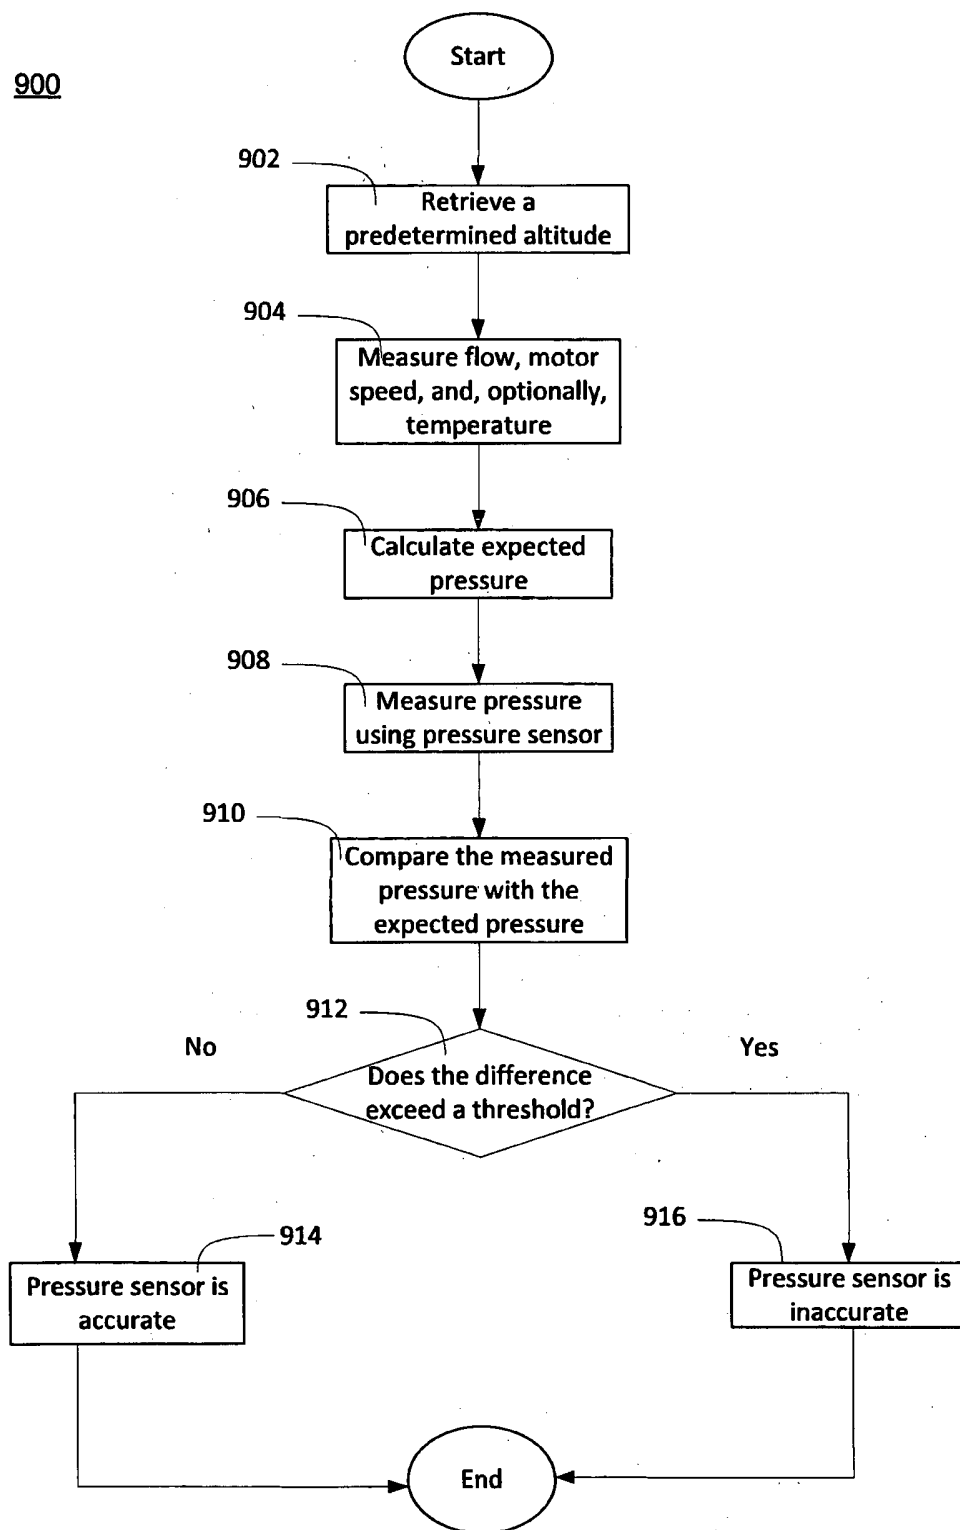 Start
900
902
Retrieve a
predetermined altitude
904
Measure flow, motor
speed, and, optionally,
temperature
906
Calculate expected
pressure
908
Measure pressure
using pressure sensor
910
Compare the measured
pressure with the
expected pressure
912
No
Yes
Does the difference
exceed a threshold?
914
916
Pressure sensor is
accurate
Pressure sensor is
inaccurate
End